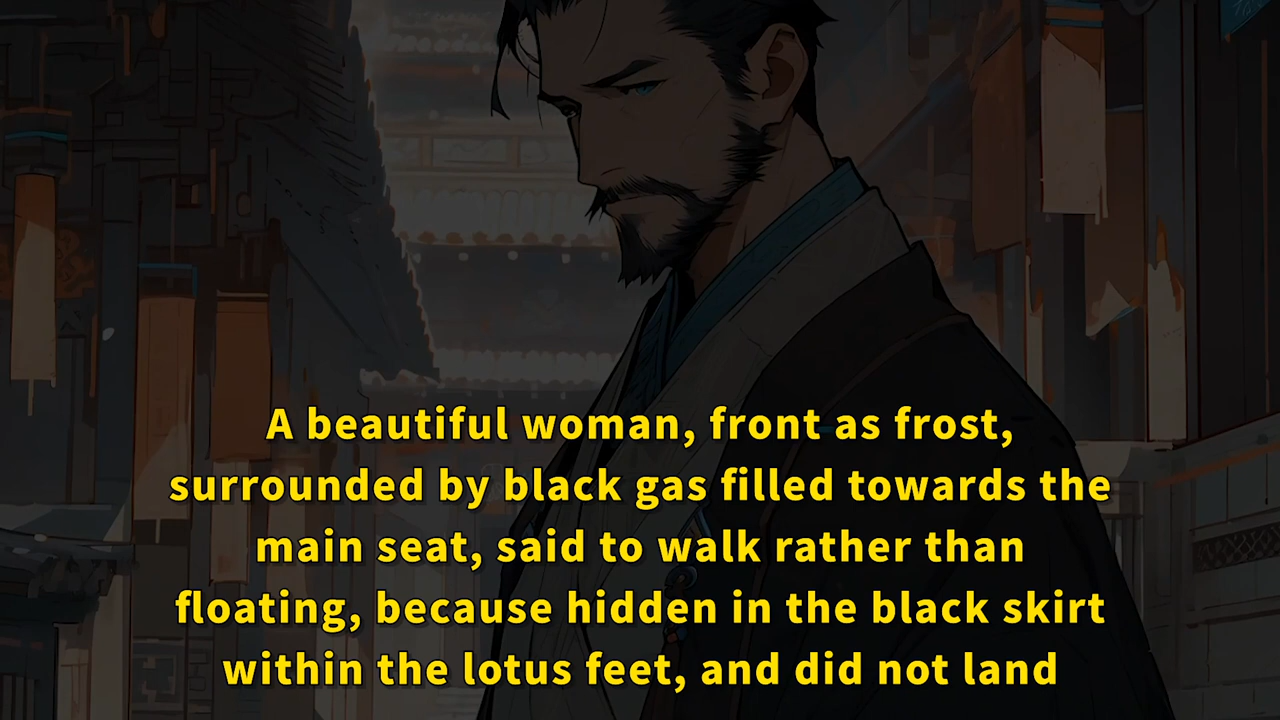 A beautiful woman, front as frost,
surrounded by black gas filled towards the
main seat, said to walk rather than
floating, because hidden in the black skirt
within the lotus feet, and did not land